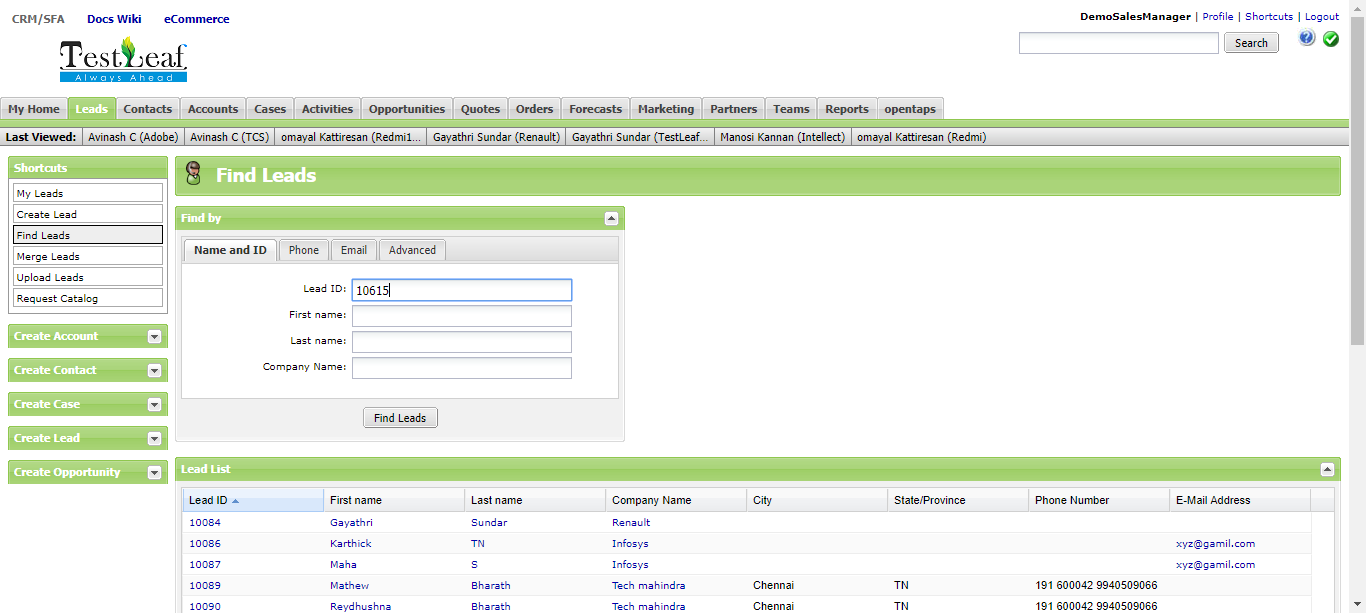 CRM/SFA Docs Wiki eCommerce
DemoSalesManager | Profile | Shortcuts | Logout
TestLeaf
Always Ahead
Search
My Home Leads Contacts Accounts Cases Activities Opportunities Quotes Orders Forecasts Marketing Partners Teams Reports opentaps
Last Viewed: Avinash C (Adobe) Avinash C (TCS) omayal Kattiresan (Redmi1... Gayathri Sundar (Renault) Gayathri Sundar (TestLeaf... Manosi Kannan (Intellect) omayal Kattiresan (Redmi)
Shortcuts
My Leads
Create Lead
Find Leads
Merge Leads
Upload Leads
Request Catalog
Create Account
Create Contact
Create Case
Create Lead
Create Opportunity
Find Leads
Find by
Name and ID Phone Email Advanced
Lead ID: 10615
First name:
Last name:
Company Name:
Find Leads
Lead List
Lead ID First name Last name Company Name City State/Province Phone Number E-Mail Address
10084 Gayathri Sundar Renault
10086 Karthick TN Infosys xyz@gamil.com
10087 Maha S Infosys xyz@gamil.com
10089 Mathew Bharath Tech mahindra Chennai TN 191 600042 9940509066
10090 Reydhushna Bharath Tech mahindra Chennai TN 191 600042 9940509066